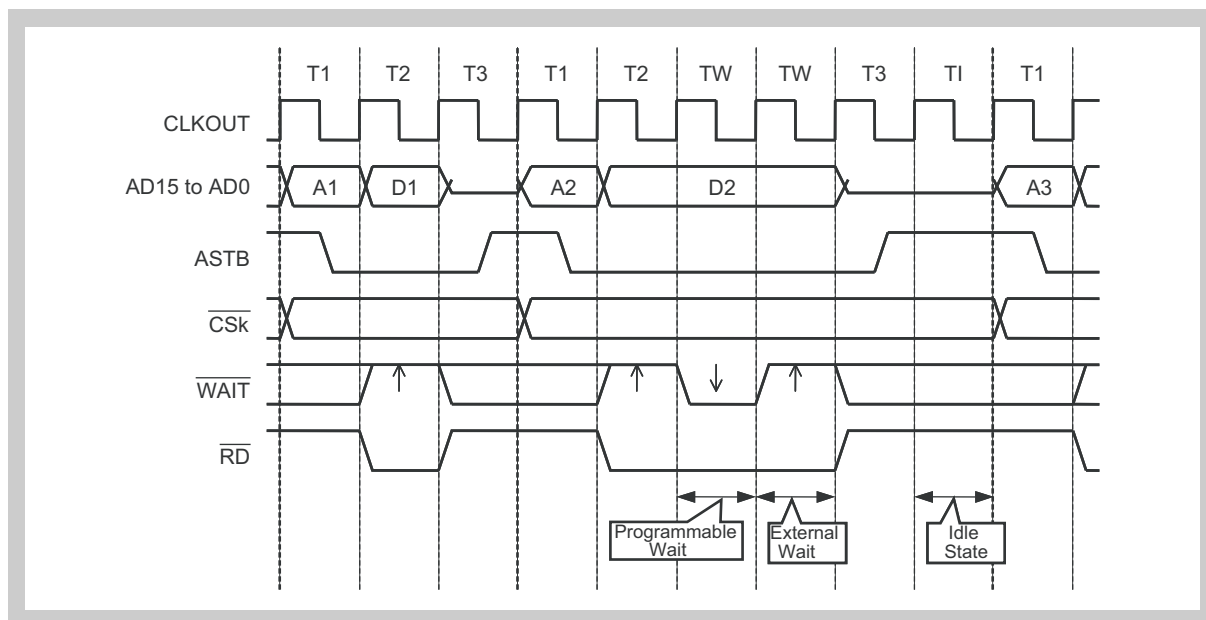 T1 T2 T3 T1 T2 TW TW T3 TI T1
CLKOUT
AD15 to AD0 A1 D1 A2 D2 A3
ASTB
CSk
WAIT
RD
Programmable
Wait
External
Wait
Idle
State